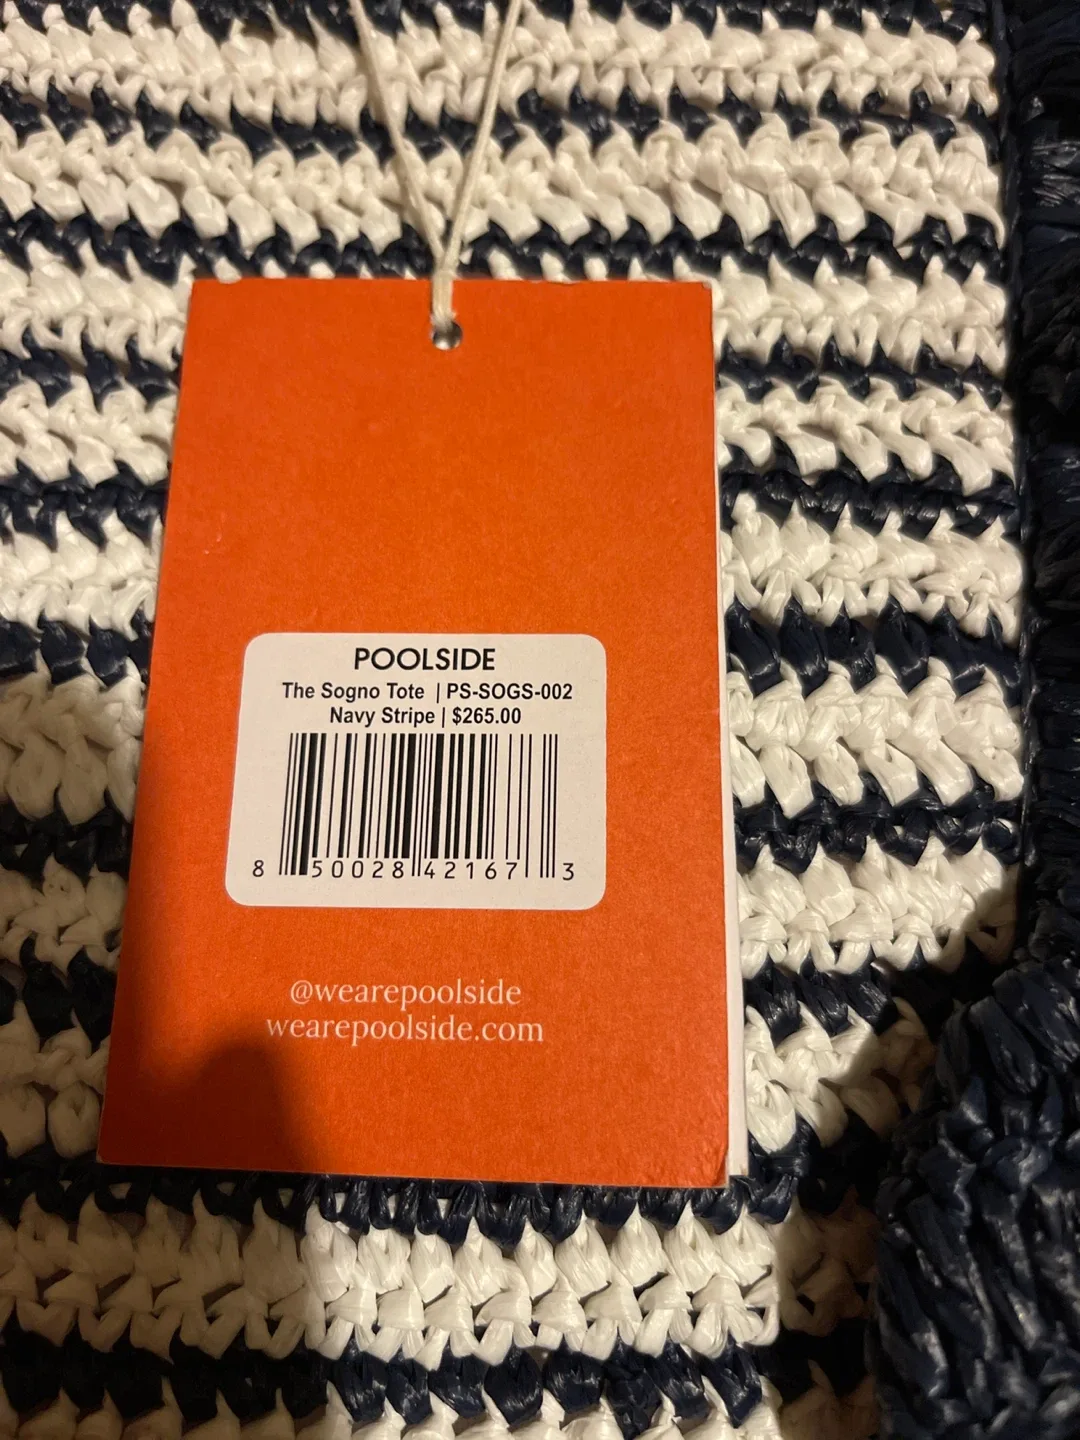 POOLSIDE
The Sogno Tote | PS-SOGS-002
Navy Stripe | $265.00
8 50028 42167 3
@wearepoolside
wearepoolside.com